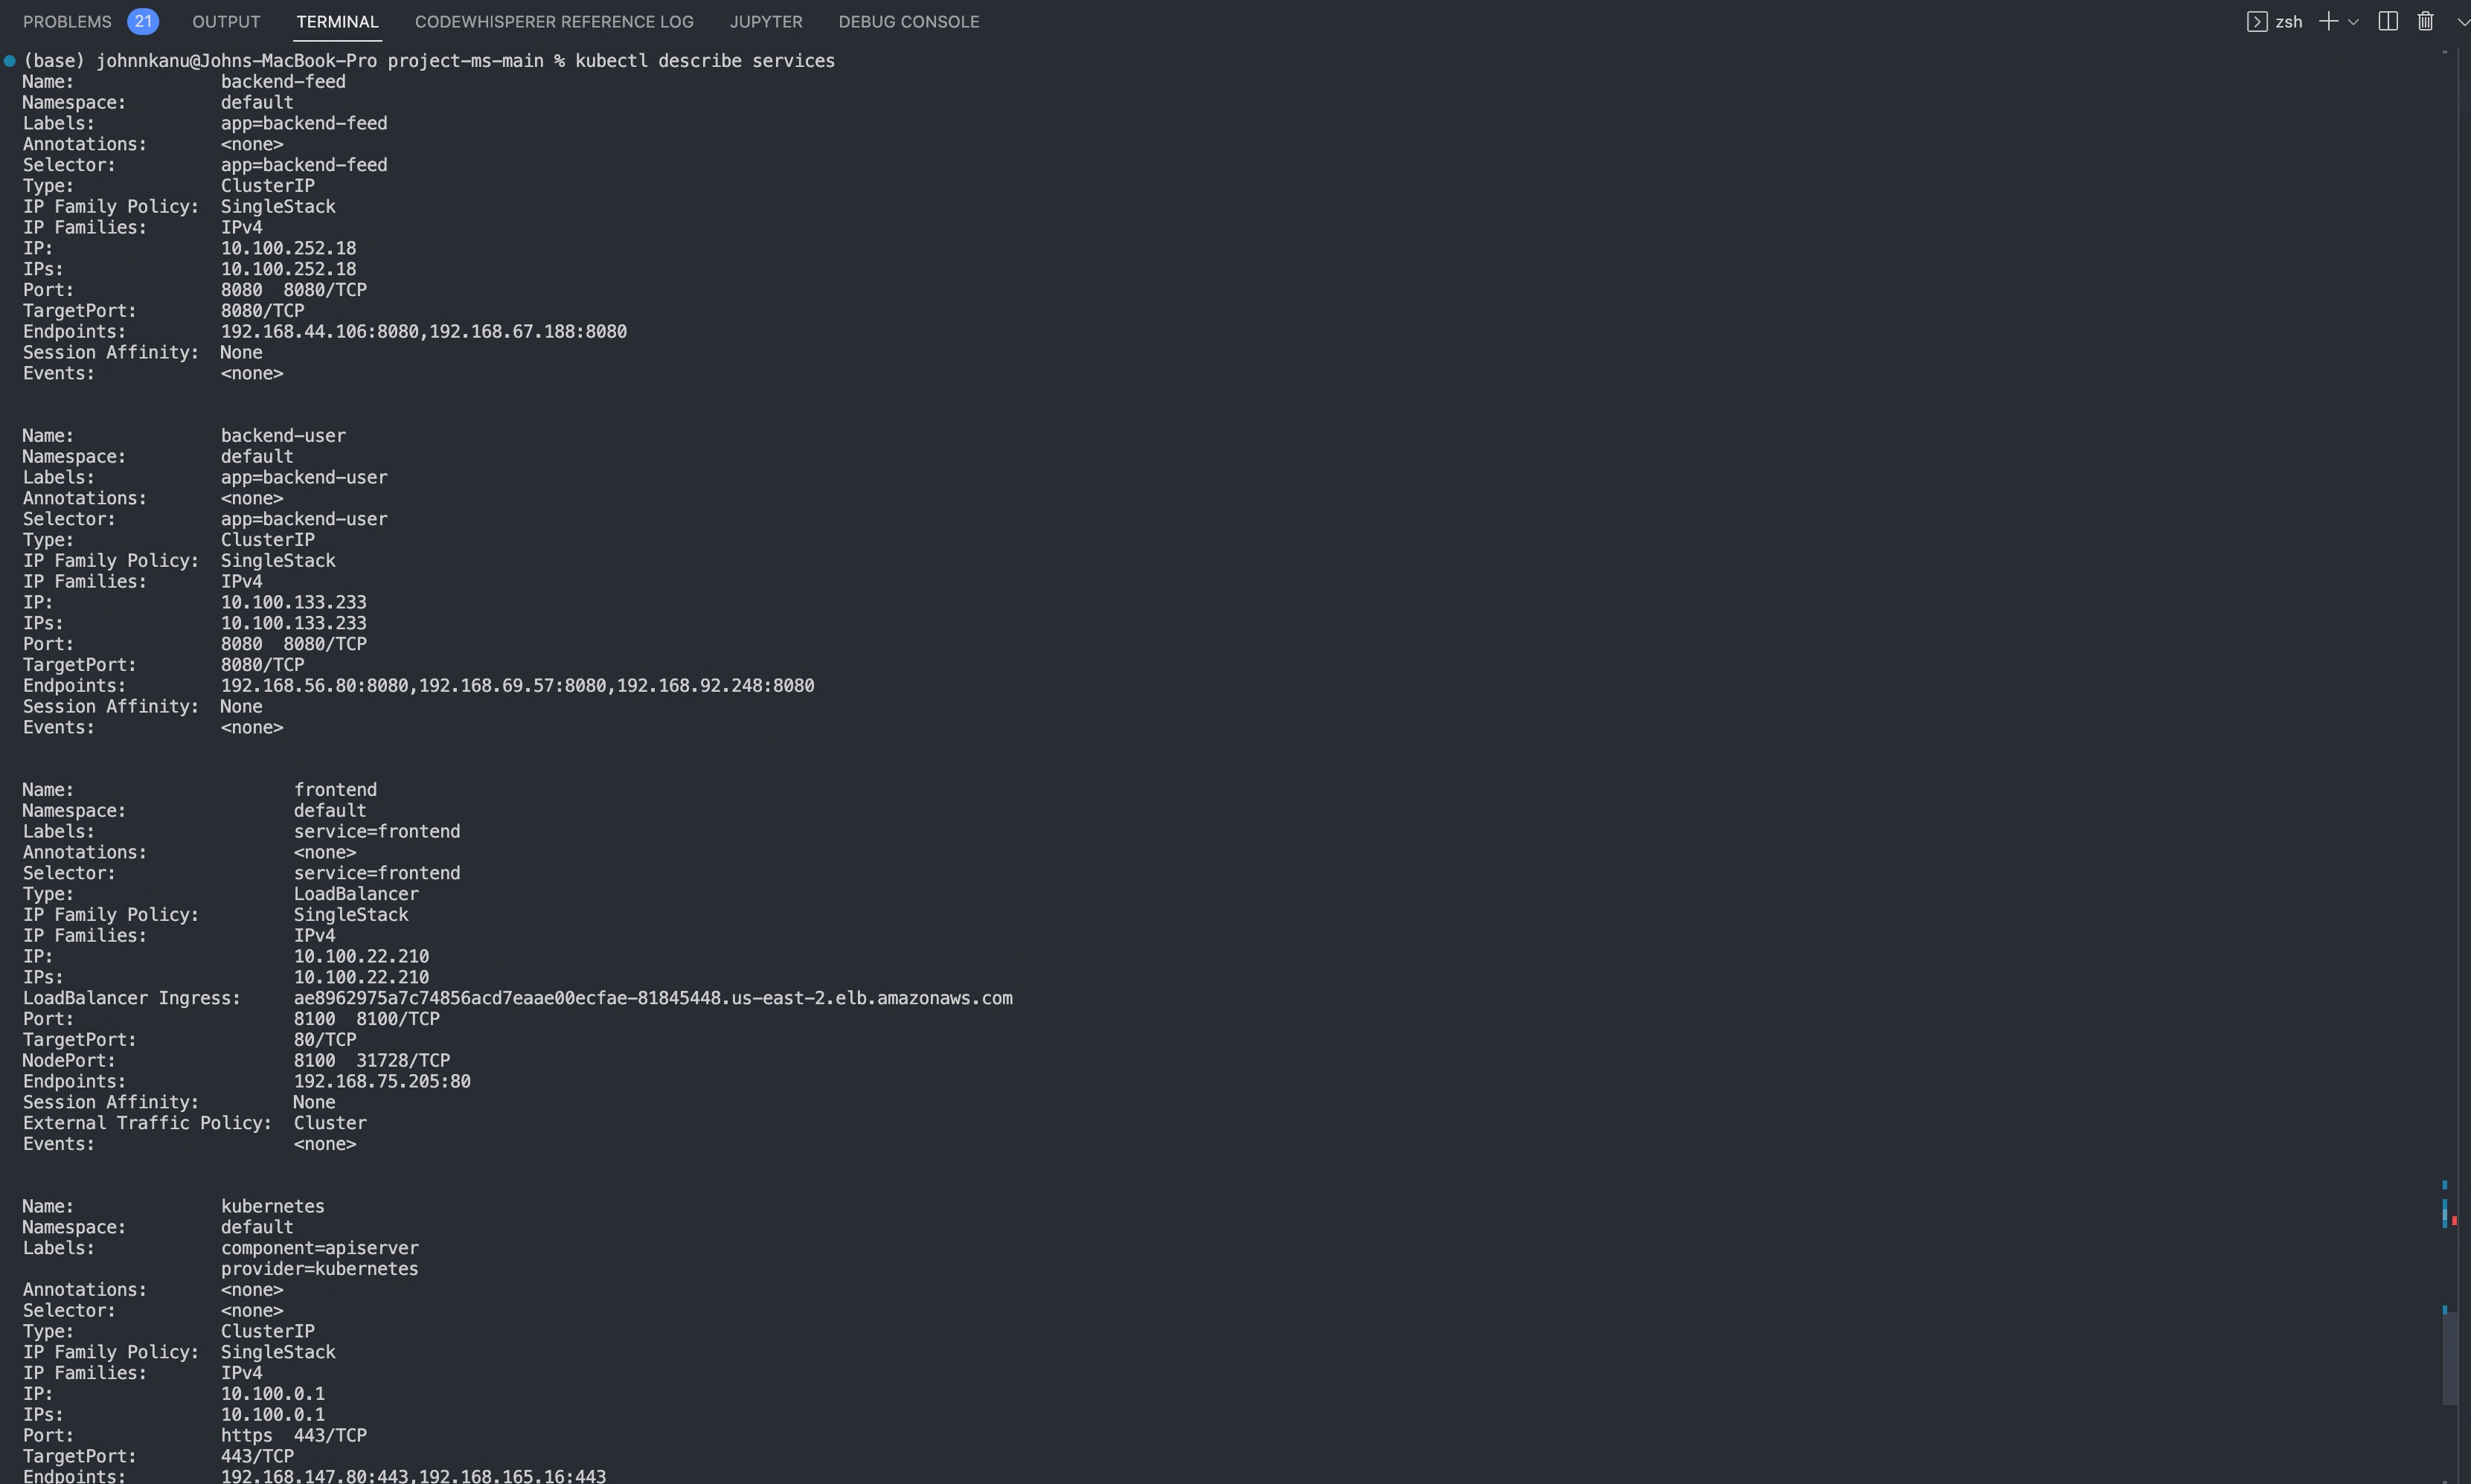 PROBLEMS 21 OUTPUT TERMINAL CODEWHISPERER REFERENCE LOG JUPYTER DEBUG CONSOLE zsh
(base) johnnkanu@Johns-MacBook-Pro project-ms-main % kubectl describe services
Name: backend-feed
Namespace: default
Labels: app=backend-feed
Annotations: <none>
Selector: app=backend-feed
Type: ClusterIP
IP Family Policy: SingleStack
IP Families: IPv4
IP: 10.100.252.18
IPs: 10.100.252.18
Port: 8080 8080/TCP
TargetPort: 8080/TCP
Endpoints: 192.168.44.106:8080,192.168.67.188:8080
Session Affinity: None
Events: <none>
Name: backend-user
Namespace: default
Labels: app=backend-user
Annotations: <none>
Selector: app=backend-user
Type: ClusterIP
IP Family Policy: SingleStack
IP Families: IPv4
IP: 10.100.133.233
IPs: 10.100.133.233
Port: 8080 8080/TCP
TargetPort: 8080/TCP
Endpoints: 192.168.56.80:8080,192.168.69.57:8080,192.168.92.248:8080
Session Affinity: None
Events: <none>
Name: frontend
Namespace: default
Labels: service=frontend
Annotations: <none>
Selector: service=frontend
Type: LoadBalancer
IP Family Policy: SingleStack
IP Families: IPv4
IP: 10.100.22.210
IPs: 10.100.22.210
LoadBalancer Ingress: ae8962975a7c74856acd7eaae00ecfae-81845448.us-east-2.elb.amazonaws.com
Port: 8100 8100/TCP
TargetPort: 80/TCP
NodePort: 8100 31728/TCP
Endpoints: 192.168.75.205:80
Session Affinity: None
External Traffic Policy: Cluster
Events: <none>
Name: kubernetes
Namespace: default
Labels: component=apiserver
provider=kubernetes
Annotations: <none>
Selector: <none>
Type: ClusterIP
IP Family Policy: SingleStack
IP Families: IPv4
IP: 10.100.0.1
IPs: 10.100.0.1
Port: https 443/TCP
TargetPort: 443/TCP
Endpoints: 192.168.147.80:443,192.168.165.16:443